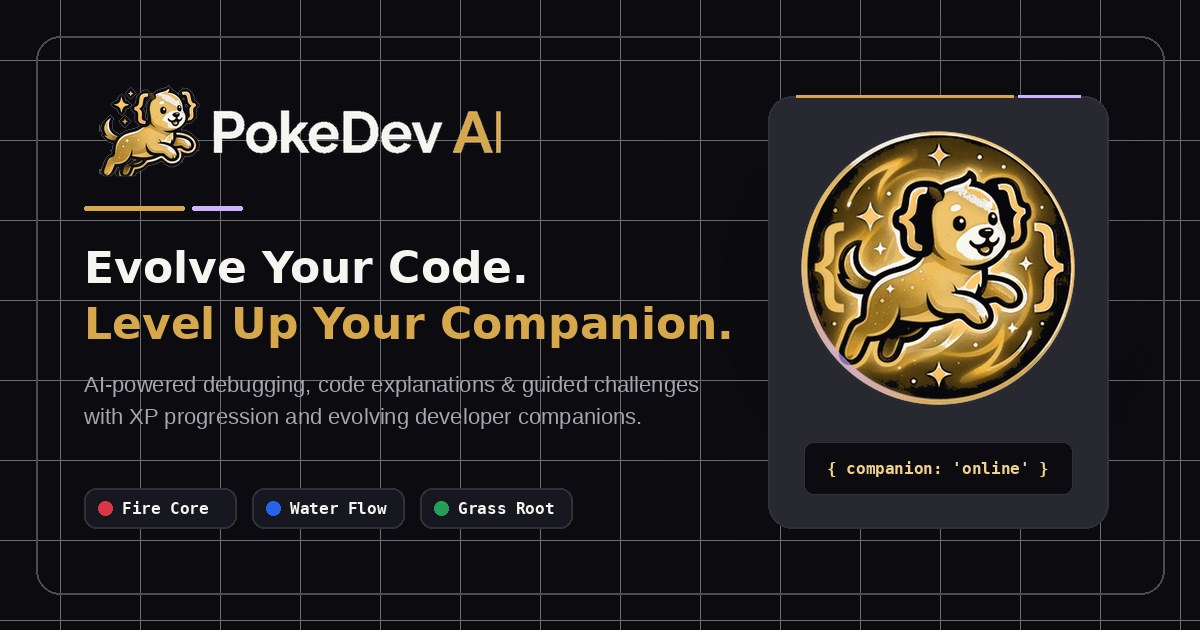 PokeDev AI
Evolve Your Code.
Level Up Your Companion.
AI-powered debugging, code explanations & guided challenges
with XP progression and evolving developer companions.
Fire Core
Water Flow
Grass Root
{ companion: 'online' }